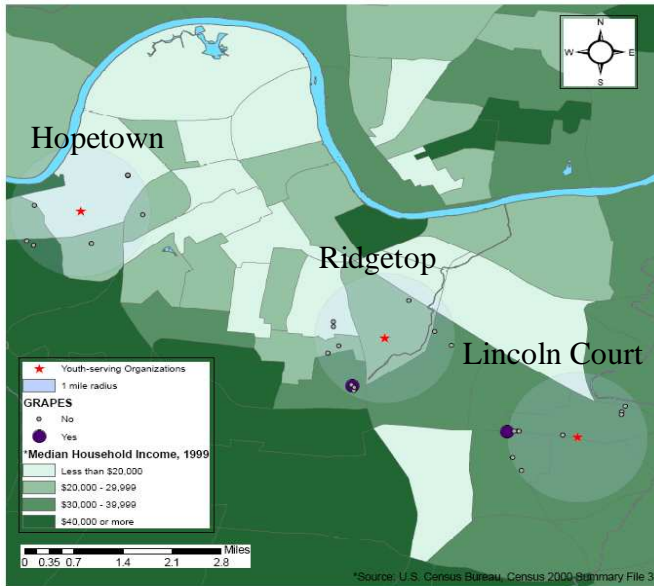 N
W E
S
Hopetown
Ridgetop
Lincoln Court
Youth-serving Organizations
1 mile radius
GRAPES
No
Yes
*Median Household Income, 1999
Less than $20,000
$20,000 - 29,999
$30,000 - 39,999
$40,000 or more
Miles
0 0.35 0.7 1.4 2.1 2.8
*Source: U.S. Census Bureau, Census 2000 Summary File 3